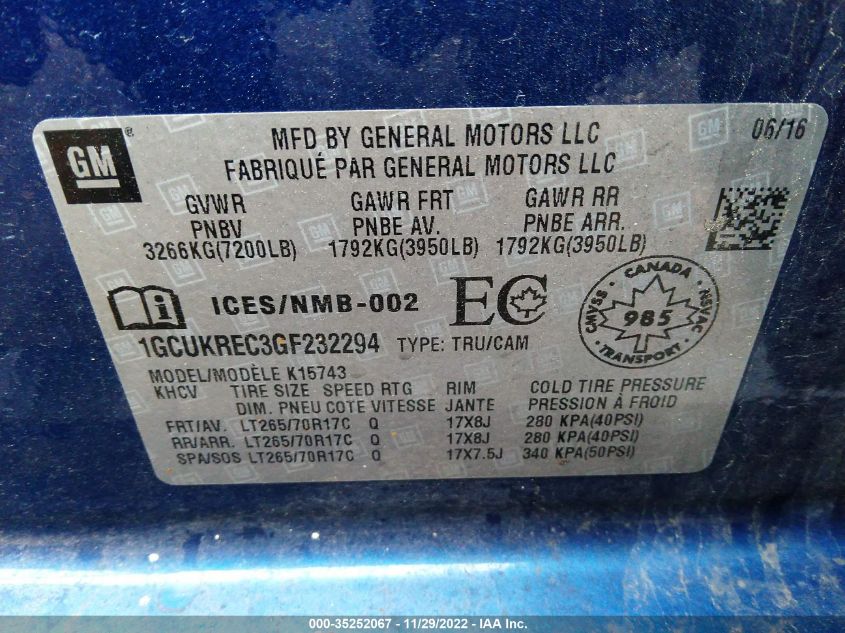 GM ®
MFD BY GENERAL MOTORS LLC 06/16
FABRIQUÉ PAR GENERAL MOTORS LLC
GVWR GAWR FRT GAWR RR
PNBV PNBE AV. PNBE ARR.
3266KG(7200LB) 1792KG(3950LB) 1792KG(3950LB)
ICES/NMB-002 EC
CANADA
CMVSS NSVAC
985
TRANSPORT
1GCUKREC3GF232294 TYPE: TRU/CAM
MODEL/MODÈLE K15743
KHCV TIRE SIZE SPEED RTG RIM COLD TIRE PRESSURE
DIM. PNEU COTE VITESSE JANTE PRESSION À FROID
FRT/AV. LT265/70R17C Q 17X8J 280 KPA(40PSI)
RR/ARR. LT265/70R17C Q 17X8J 280 KPA(40PSI)
SPA/SOS LT265/70R17C Q 17X7.5J 340 KPA(50PSI)
000-35252067 - 11/29/2022 - IAA Inc.